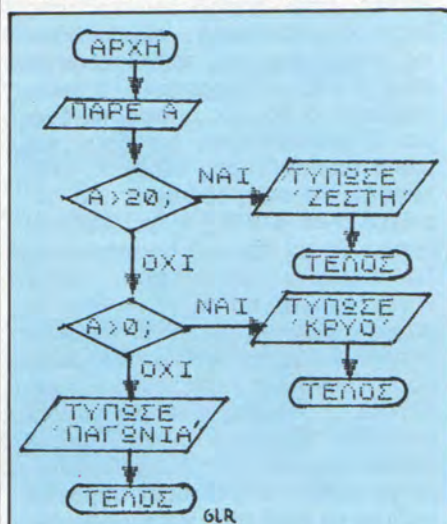 ΑΡΧΗ
ΠΑΡΕ Α
Α>20;
ΝΑΙ
ΤΥΠΩΣΕ
'ΖΕΣΤΗ'
ΤΕΛΟΣ
ΟΧΙ
Α>0;
ΝΑΙ
ΤΥΠΩΣΕ
'ΚΡΥΟ'
ΤΕΛΟΣ
ΟΧΙ
ΤΥΠΩΣΕ
'ΠΑΓΩΝΙΑ'
ΤΕΛΟΣ
GLR